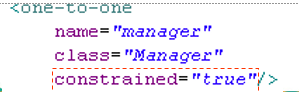 <one-to-one
name="manager"
class="Manager"
constrained="true"/>